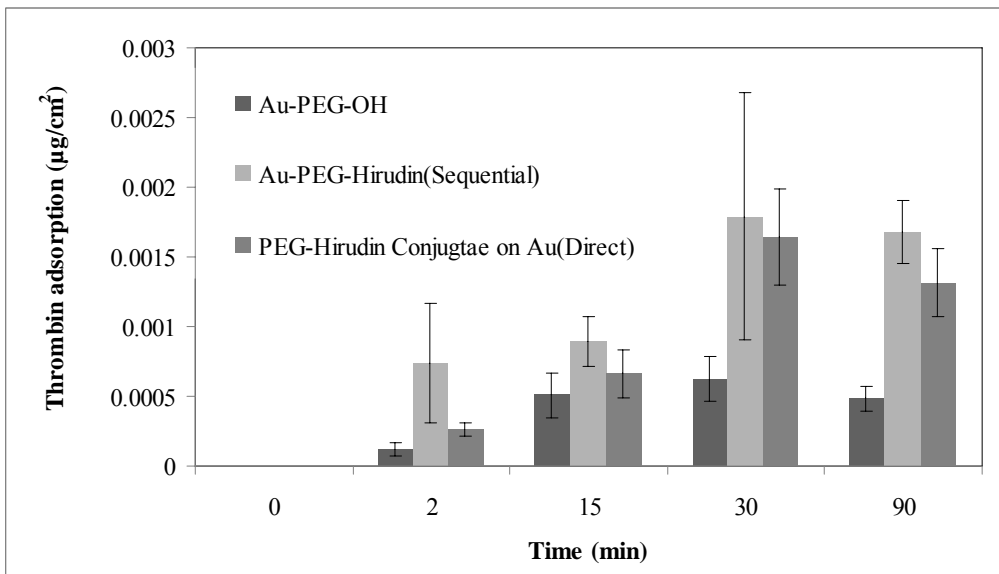 Thrombin adsorption (μg/cm²)
0.003
0.0025
0.002
0.0015
0.001
0.0005
0
Au-PEG-OH
Au-PEG-Hirudin(Sequential)
PEG-Hirudin Conjugtae on Au(Direct)
0 2 15 30 90
Time (min)